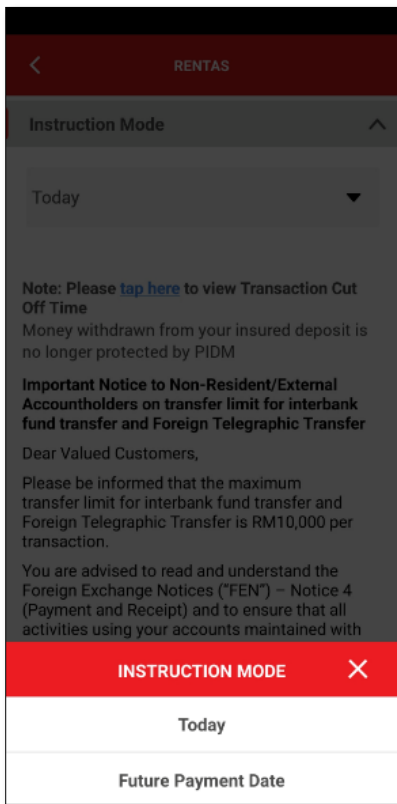 RENTAS
Instruction Mode
Today
Note: Please tap here to view Transaction Cut
Off Time
Money withdrawn from your insured deposit is
no longer protected by PIDM
Important Notice to Non-Resident/External
Accountholders on transfer limit for interbank
fund transfer and Foreign Telegraphic Transfer
Dear Valued Customers,
Please be informed that the maximum
transfer limit for interbank fund transfer and
Foreign Telegraphic Transfer is RM10,000 per
transaction.
You are advised to read and understand the
Foreign Exchange Notices ("FEN") – Notice 4
(Payment and Receipt) and to ensure that all
activities using your accounts maintained with
INSTRUCTION MODE
Today
Future Payment Date